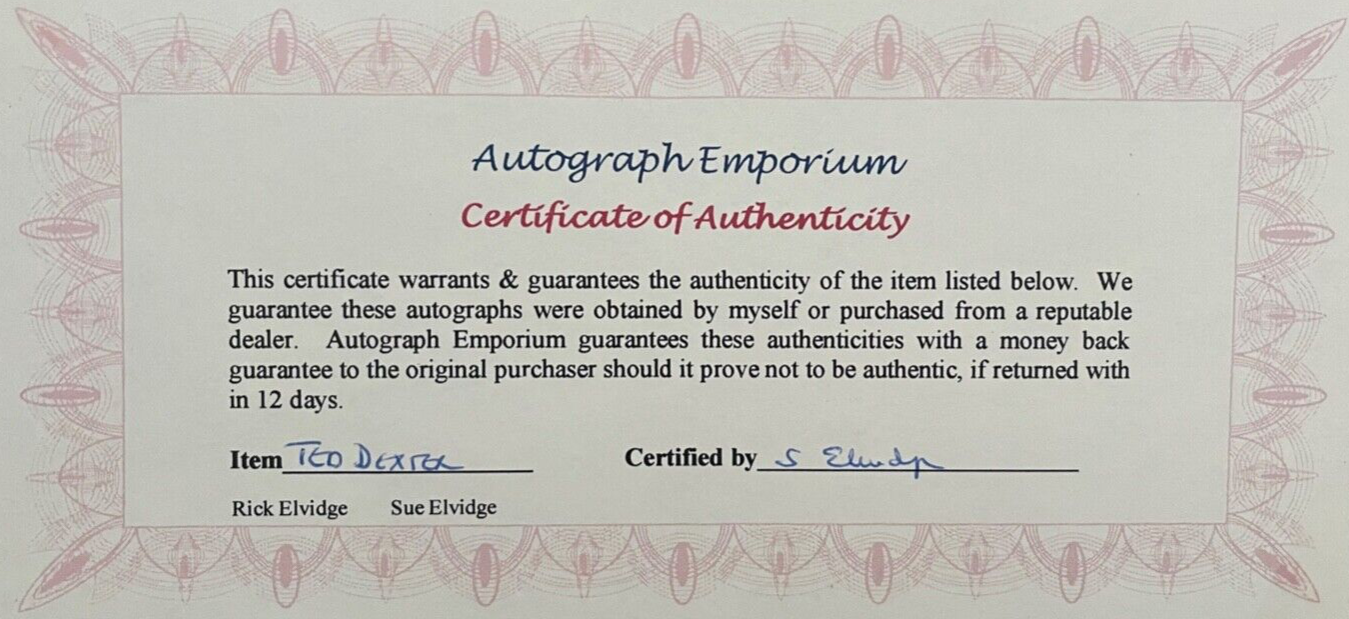 Autograph Emporium
Certificate of Authenticity
This certificate warrants & guarantees the authenticity of the item listed below. We
guarantee these autographs were obtained by myself or purchased from a reputable
dealer. Autograph Emporium guarantees these authenticities with a money back
guarantee to the original purchaser should it prove not to be authentic, if returned with
in 12 days.
Item TED DEXTER Certified by S Elvidge
Rick Elvidge Sue Elvidge